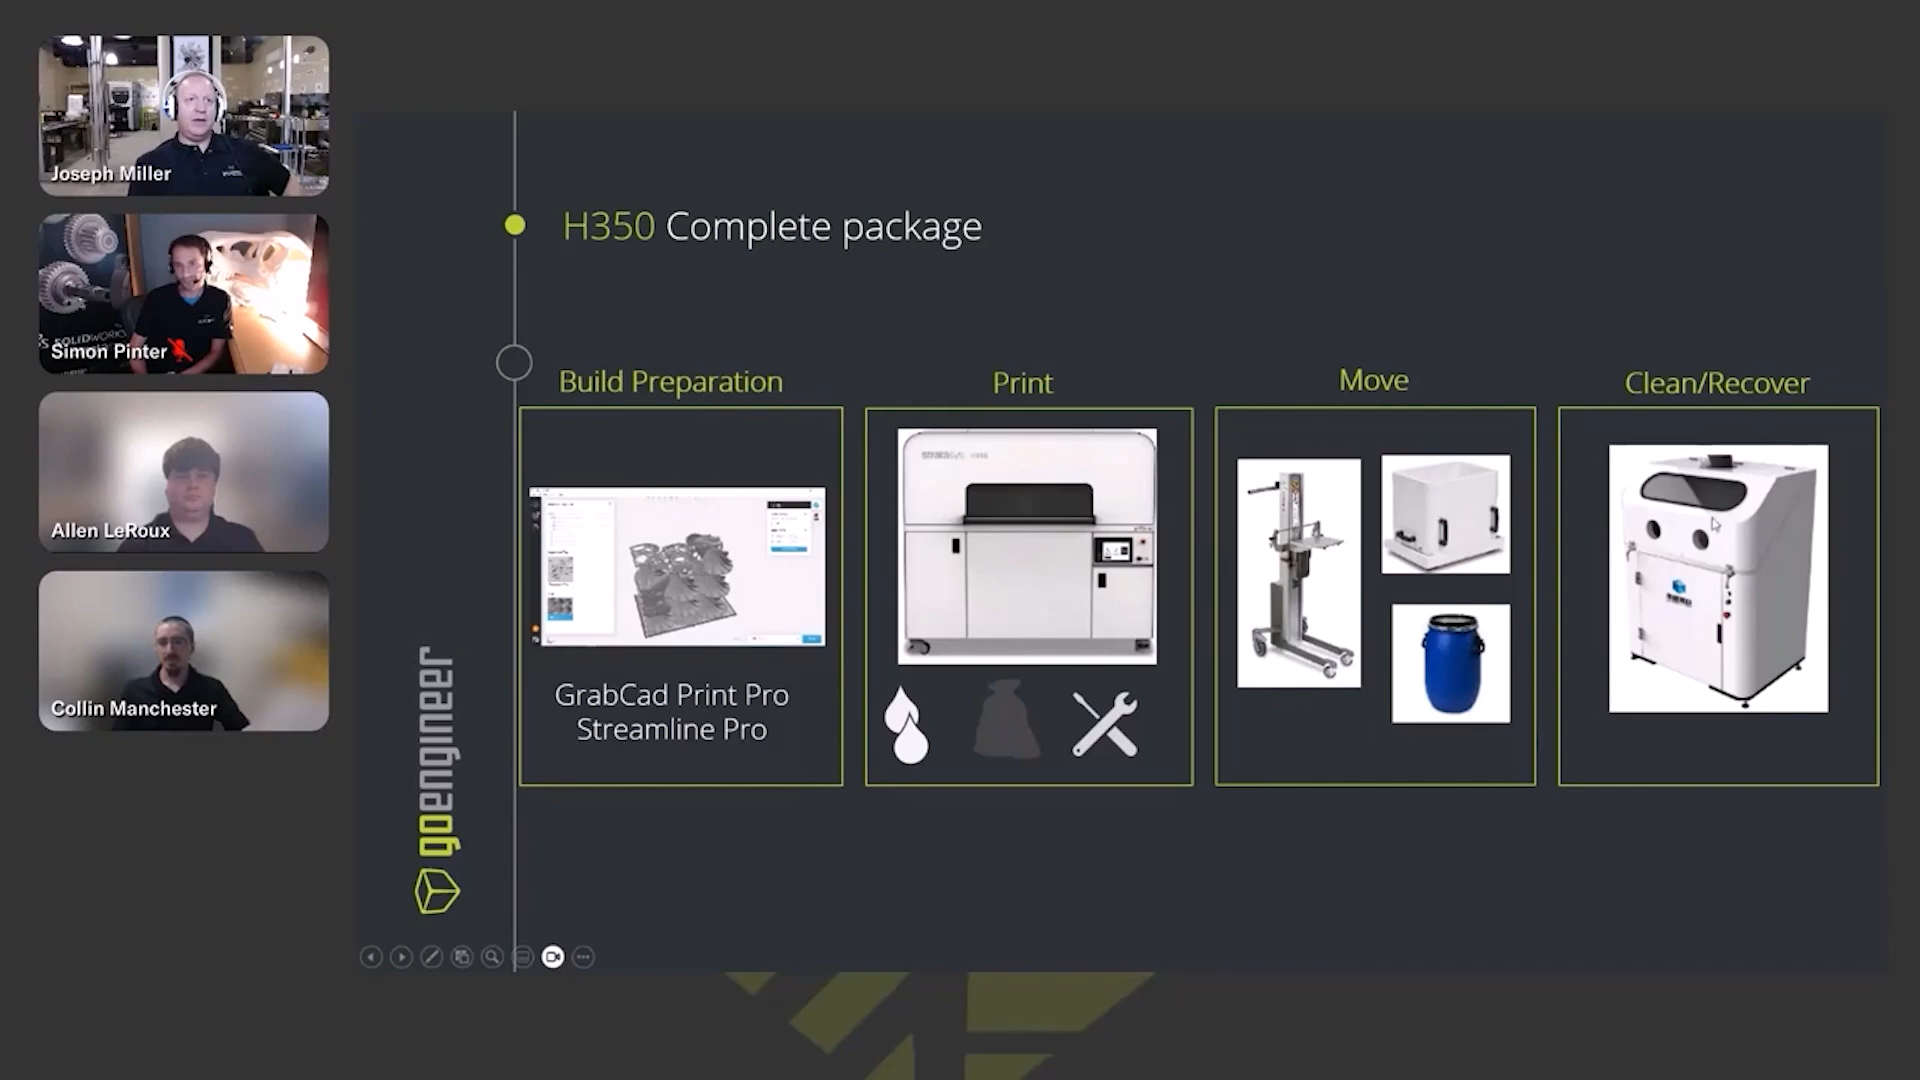 Joseph Miller
SOLIDWORKS
Simon Pinter
Allen LeRoux
Collin Manchester
H350 Complete package
Build Preparation
Print
Move
Clean/Recover
GrabCad Print Pro
Streamline Pro
goengineer